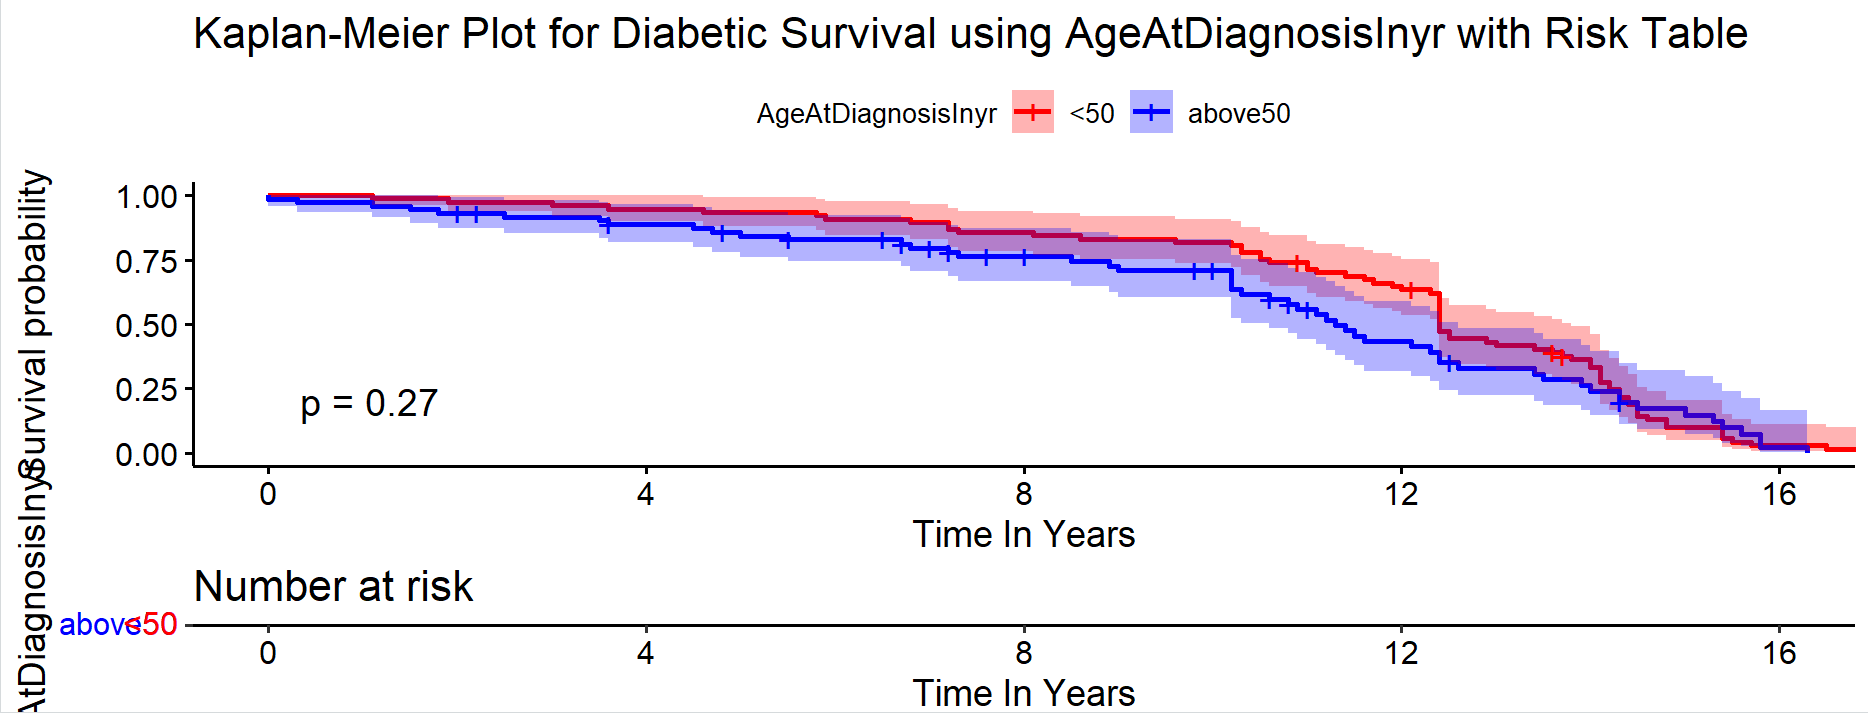 Kaplan-Meier Plot for Diabetic Survival using AgeAtDiagnosisInyr with Risk Table
AgeAtDiagnosisInyr <50 above50
Survival probability
1.00
0.75
0.50
0.25
0.00
p = 0.27
0 4 8 12 16
Time In Years
Number at risk
AtDiagnosisInyr
<50
0 4 8 12 16
Time In Years